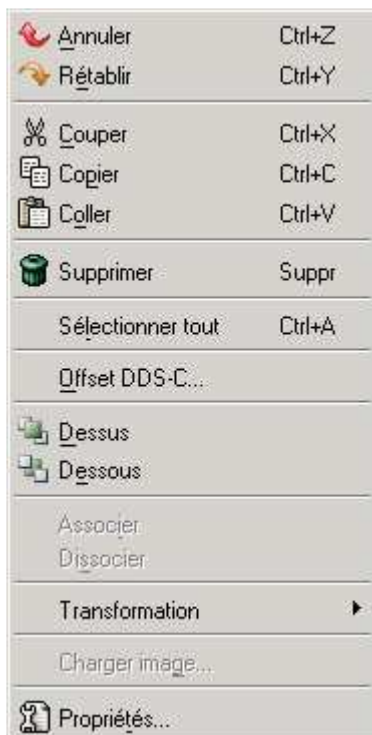 Annuler Ctrl+Z
Rétablir Ctrl+Y
Couper Ctrl+X
Copier Ctrl+C
Coller Ctrl+V
Supprimer Suppr
Sélectionner tout Ctrl+A
Offset DDS-C...
Dessus
Dessous
Associer
Dissocier
Transformation
Charger image...
Propriétés...